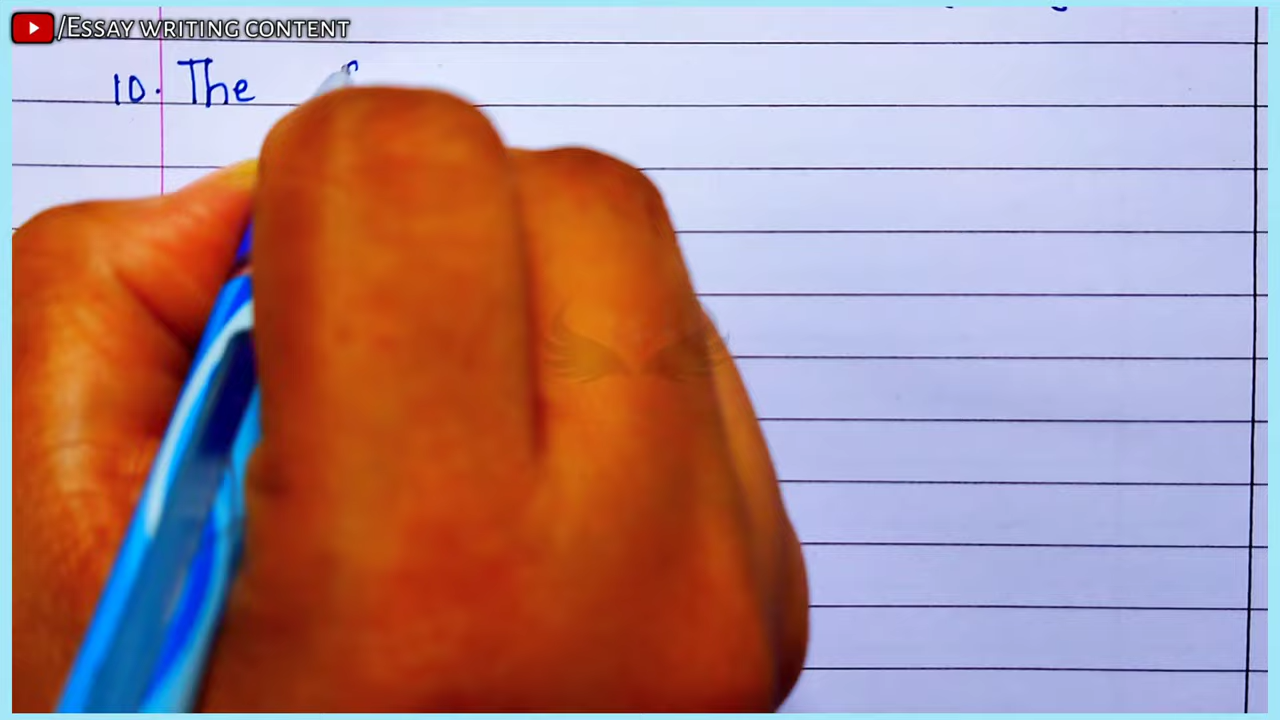 /Essay writing content
10. The